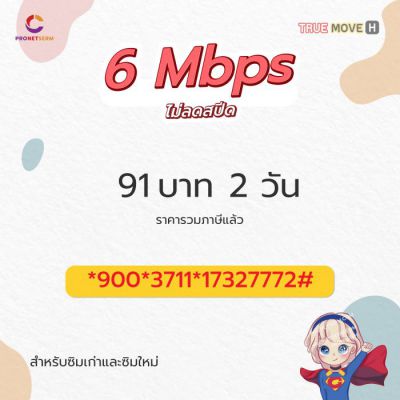 PRONETSERM
TRUE MOVE H
6 Mbps
ไม่ลดสปีด
91 บาท 2 วัน
ราคารวมภาษีแล้ว
*900*3711*17327772#
สำหรับซิมเก่าและซิมใหม่